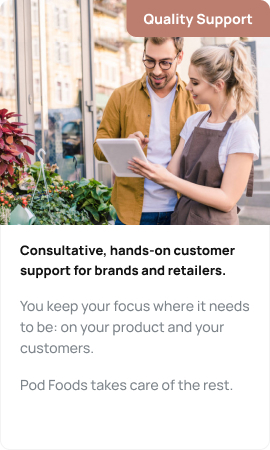 Quality Support
Consultative, hands-on customer
support for brands and retailers.
You keep your focus where it needs
to be: on your product and your
customers.
Pod Foods takes care of the rest.